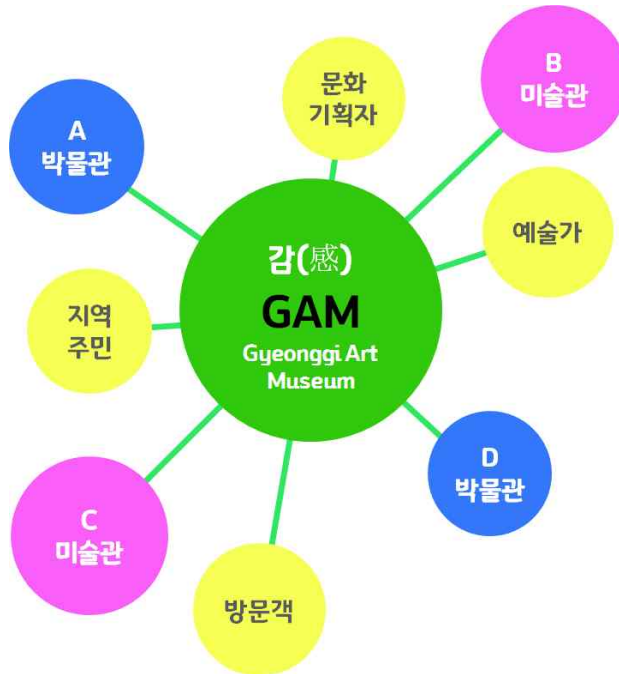 B
미술관
문화
기획자
A
박물관
예술가
감(感)
GAM
Gyeonggi Art
Museum
지역
주민
D
박물관
C
미술관
방문객